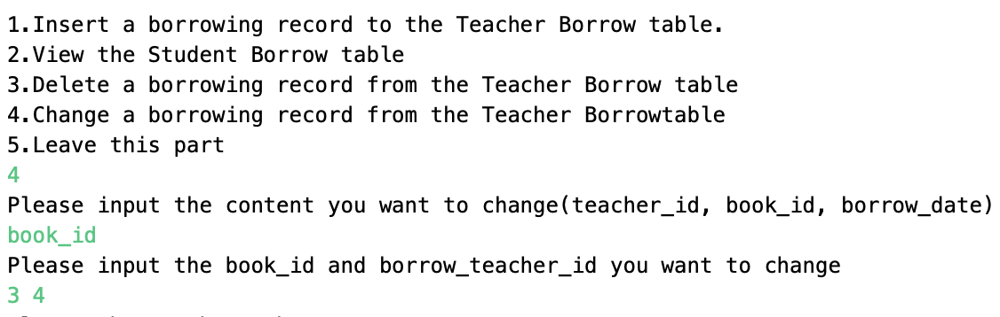 1.Insert a borrowing record to the Teacher Borrow table.
2.View the Student Borrow table
3.Delete a borrowing record from the Teacher Borrow table
4.Change a borrowing record from the Teacher Borrowtable
5.Leave this part
4
Please input the content you want to change(teacher_id, book_id, borrow_date)
book_id
Please input the book_id and borrow_teacher_id you want to change
3 4